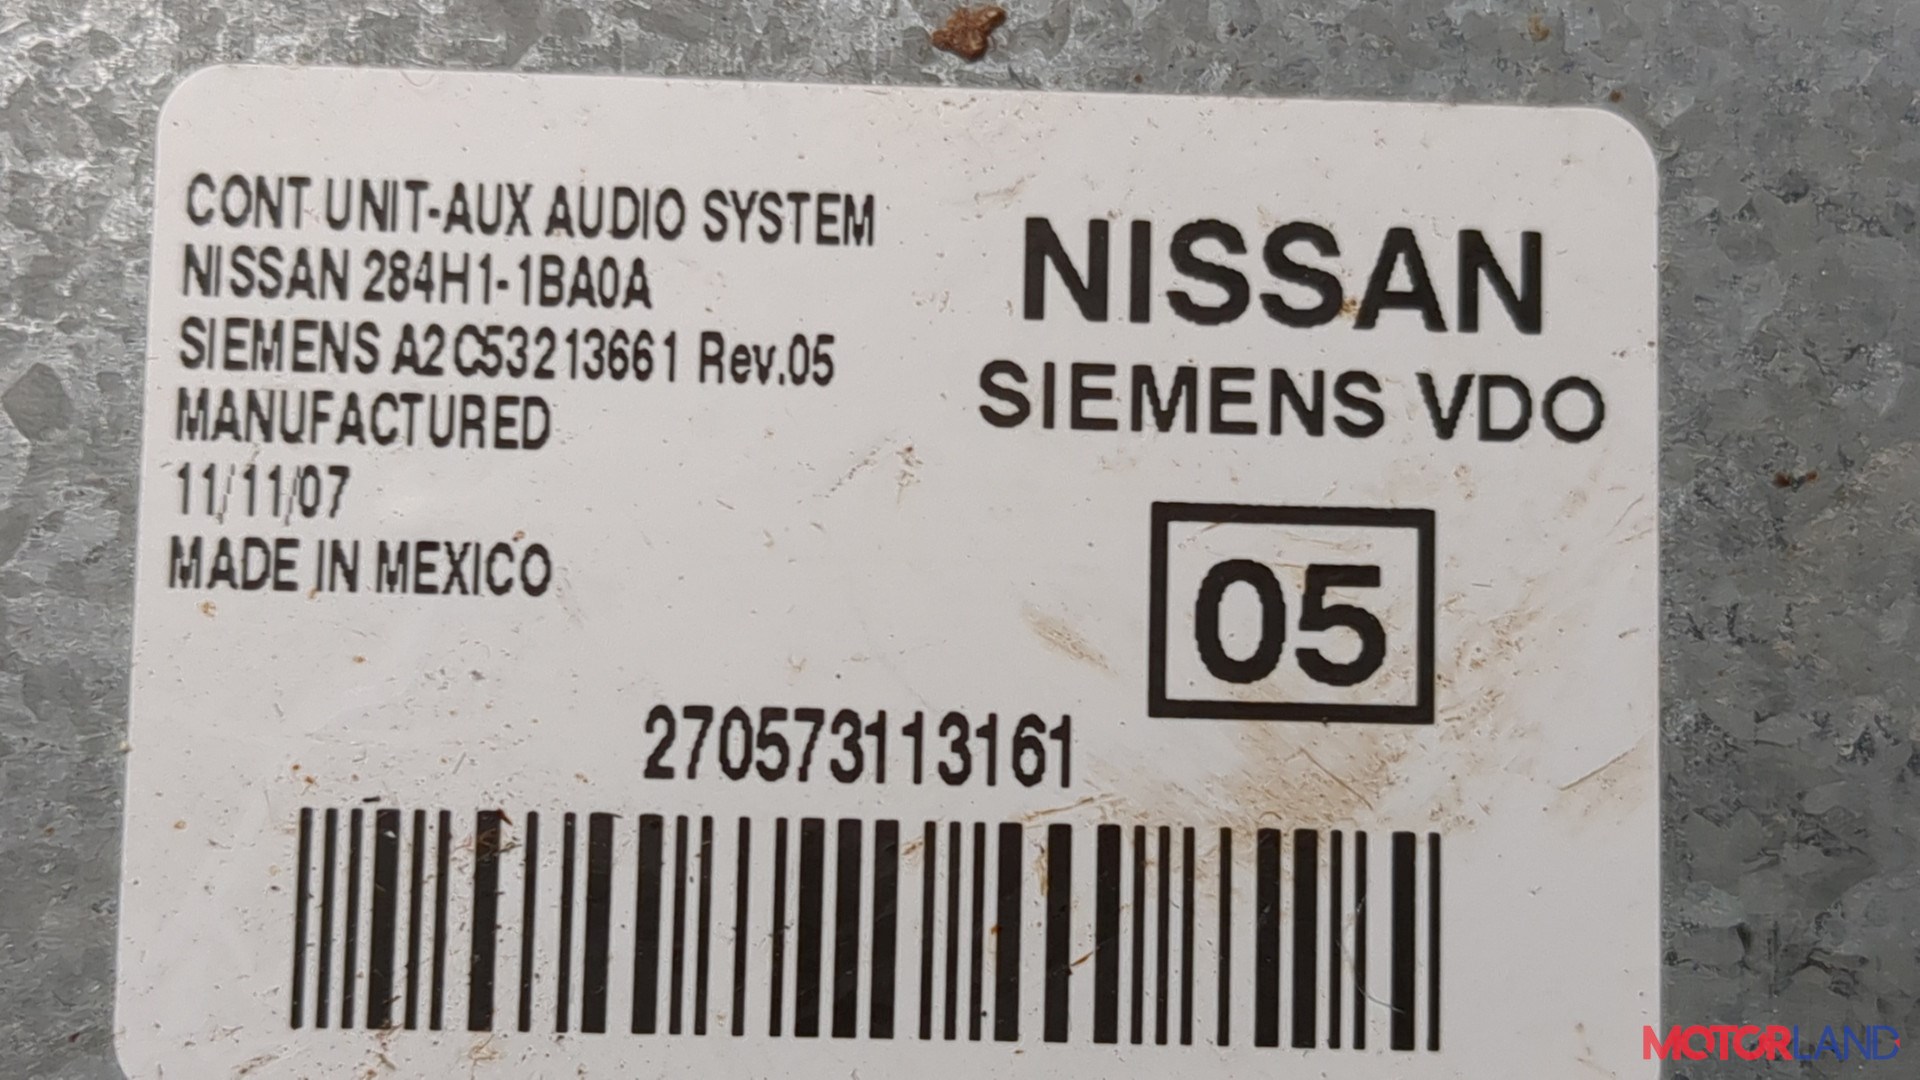 CONT UNIT-AUX AUDIO SYSTEM
NISSAN 284H1-1BA0A
SIEMENS A2C53213661 Rev.05
MANUFACTURED
11/11/07
MADE IN MEXICO
NISSAN
SIEMENS VDO
05
270573113161
MOTORLAND